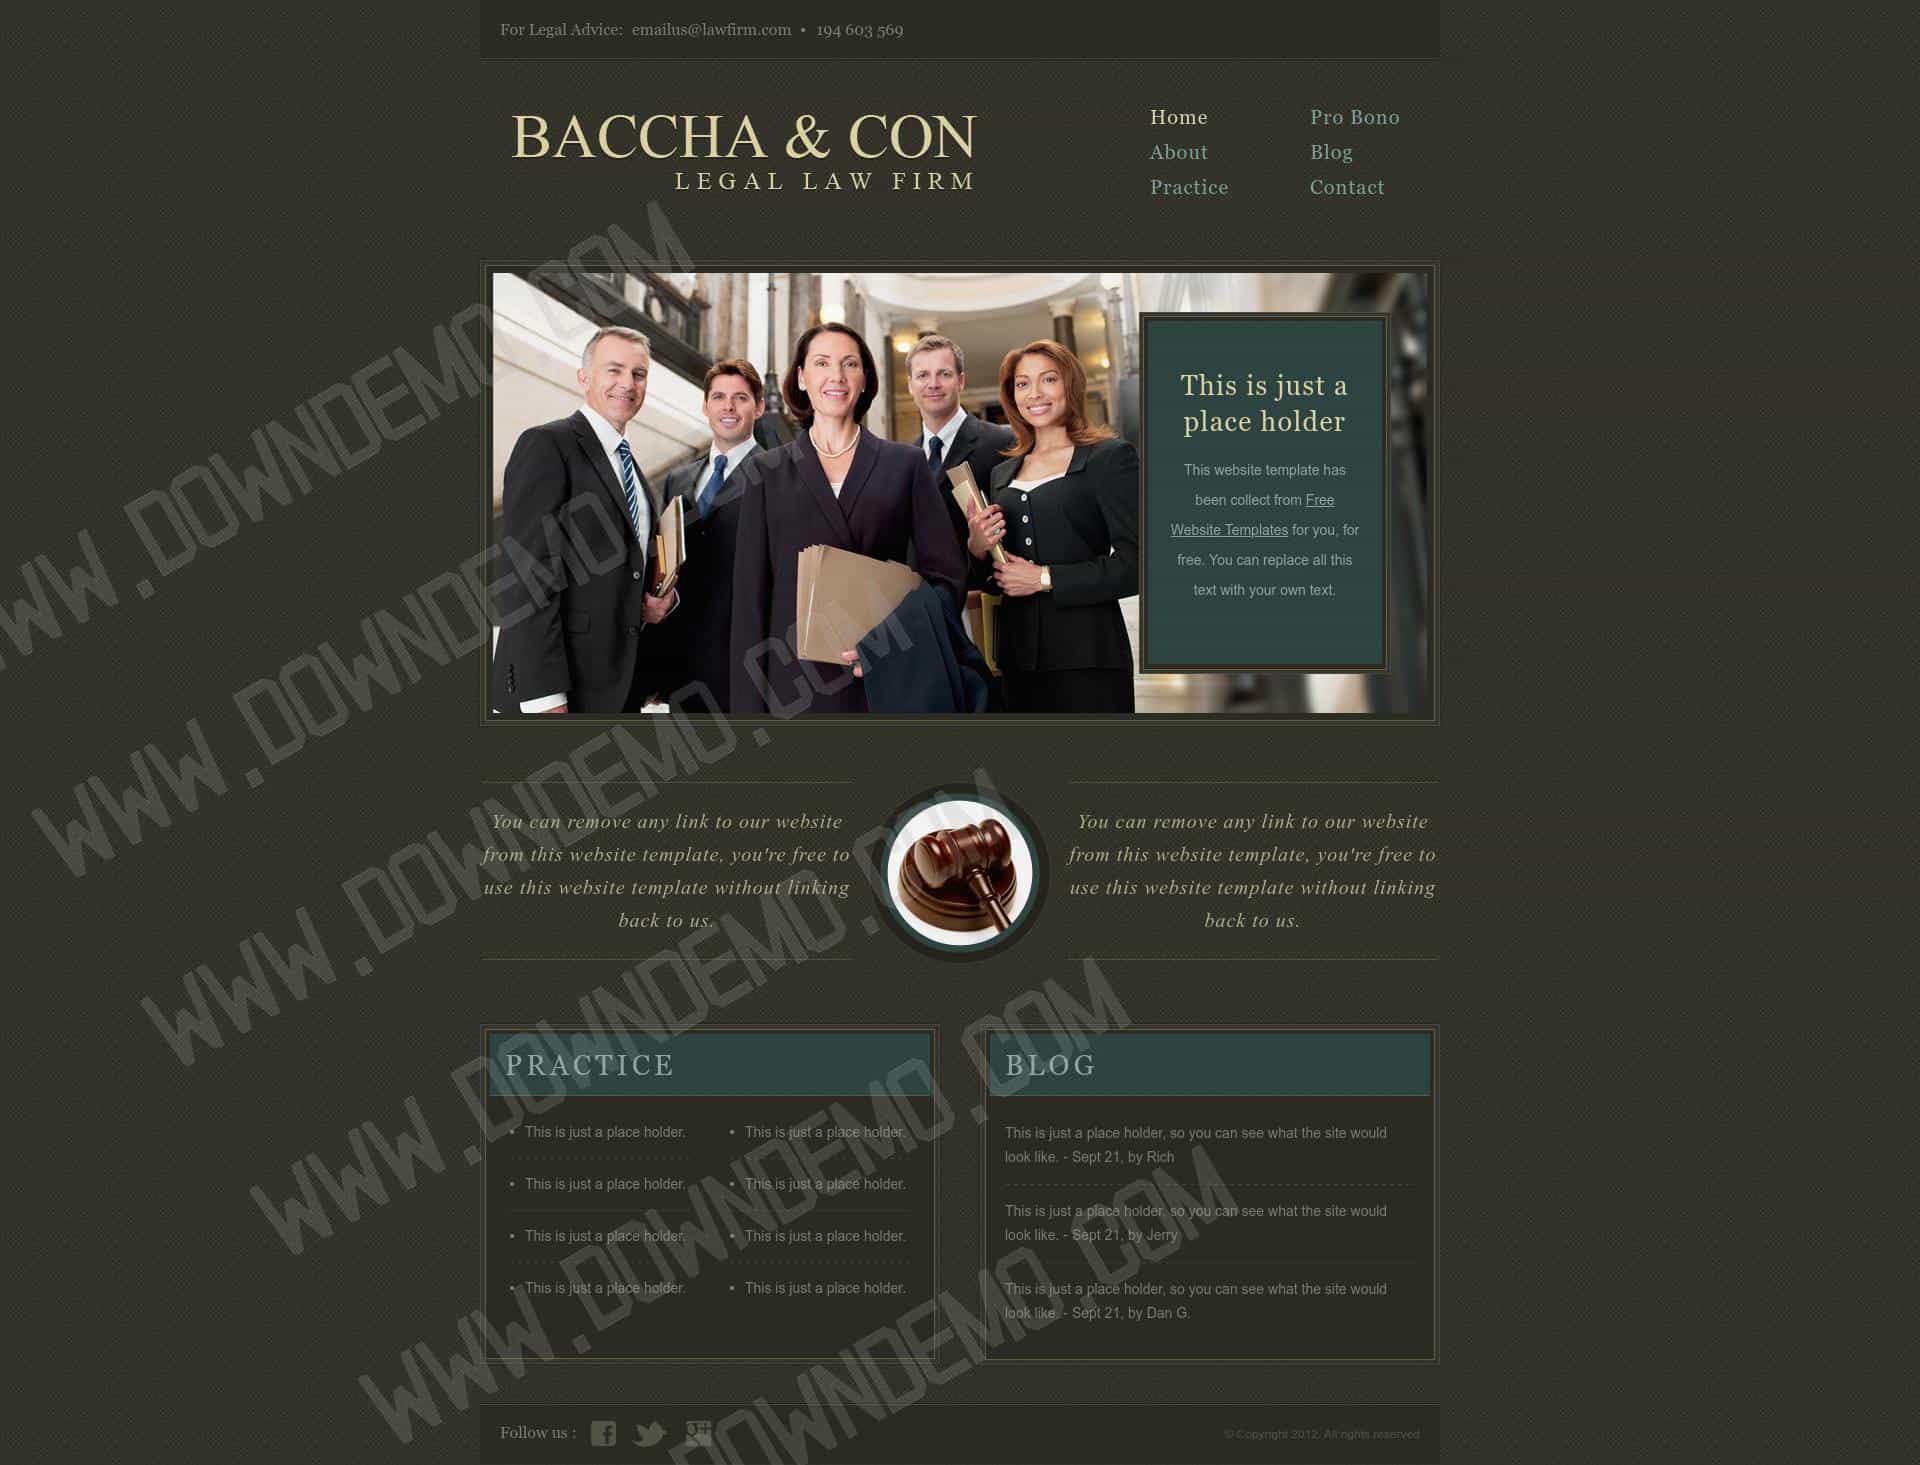 For Legal Advice: emailus@lawfirm.com • 194 603 569
BACCHA & CON
LEGAL LAW FIRM
Home
About
Practice
Pro Bono
Blog
Contact
This is just a
place holder
This website template has
been collect from Free
Website Templates for you, for
free. You can replace all this
text with your own text.
You can remove any link to our website
from this website template, you're free to
use this website template without linking
back to us.
You can remove any link to our website
from this website template, you're free to
use this website template without linking
back to us.
PRACTICE
• This is just a place holder.
• This is just a place holder.
• This is just a place holder.
• This is just a place holder.
• This is just a place holder.
• This is just a place holder.
• This is just a place holder.
• This is just a place holder.
BLOG
This is just a place holder, so you can see what the site would
look like. - Sept 21, by Rich
This is just a place holder, so you can see what the site would
look like. - Sept 21, by Jerry
This is just a place holder, so you can see what the site would
look like. - Sept 21, by Dan G.
Follow us :
g+
© Copyright 2012. All rights reserved
WWW.DOWNDEMO.COM
WWW.DOWNDEMO.COM
WWW.DOWNDEMO.COM
WWW.DOWNDEMO.COM
WWW.DOWNDEMO.COM
DOWNDEMO.COM